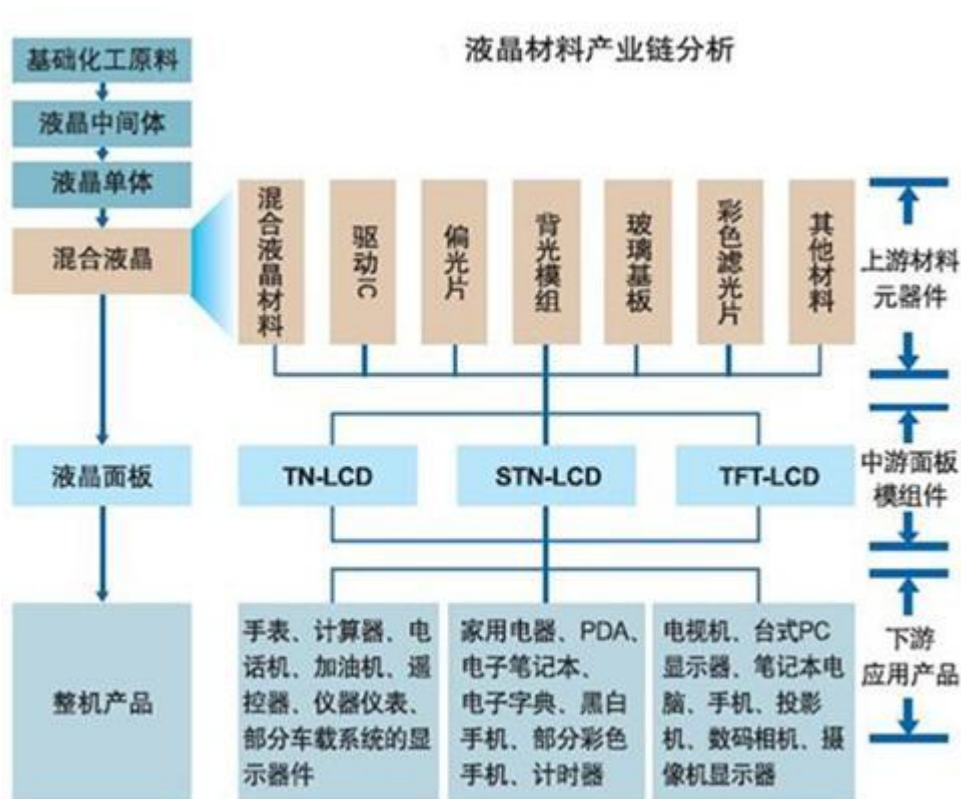 液晶材料产业链分析
基础化工原料
液晶中间体
液晶单体
混合液晶
混合液晶材料
驱动IC
偏光片
背光模组
玻璃基板
彩色滤光片
其他材料
上游材料
元器件
液晶面板
TN-LCD
STN-LCD
TFT-LCD
中游面板
模组件
整机产品
手表、计算器、电
话机、加油机、遥
控器、仪器仪表、
部分车载系统的显
示器件
家用电器、PDA、
电子笔记本、
电子字典、黑白
手机、部分彩色
手机、计时器
电视机、台式PC
显示器、笔记本电
脑、手机、投影
机、数码相机、摄
像机显示器
下游
应用产品